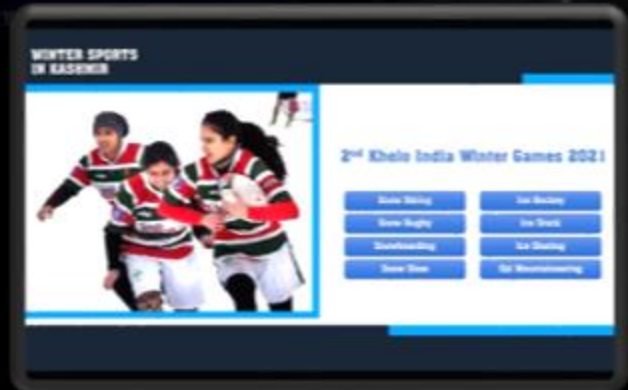 WINTER SPORTS
IN KASHMIR
2nd Khelo India Winter Games 2021
Ice Hockey
Snow Rugby
Ice Stock
Snowboarding
Ice Skating
Snow Shoe
Ski Mountaineering